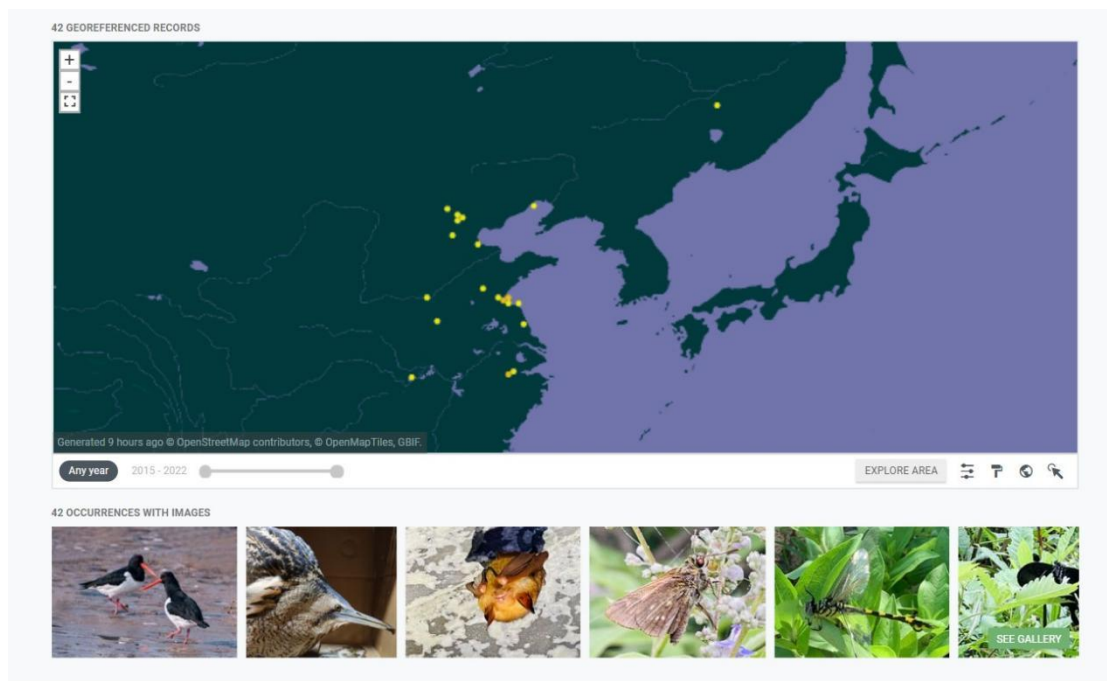 42 GEOREFERENCED RECORDS
+
-
Generated 9 hours ago © OpenStreetMap contributors, © OpenMapTiles, GBIF.
Any year 2015 - 2022 EXPLORE AREA
42 OCCURRENCES WITH IMAGES
SEE GALLERY